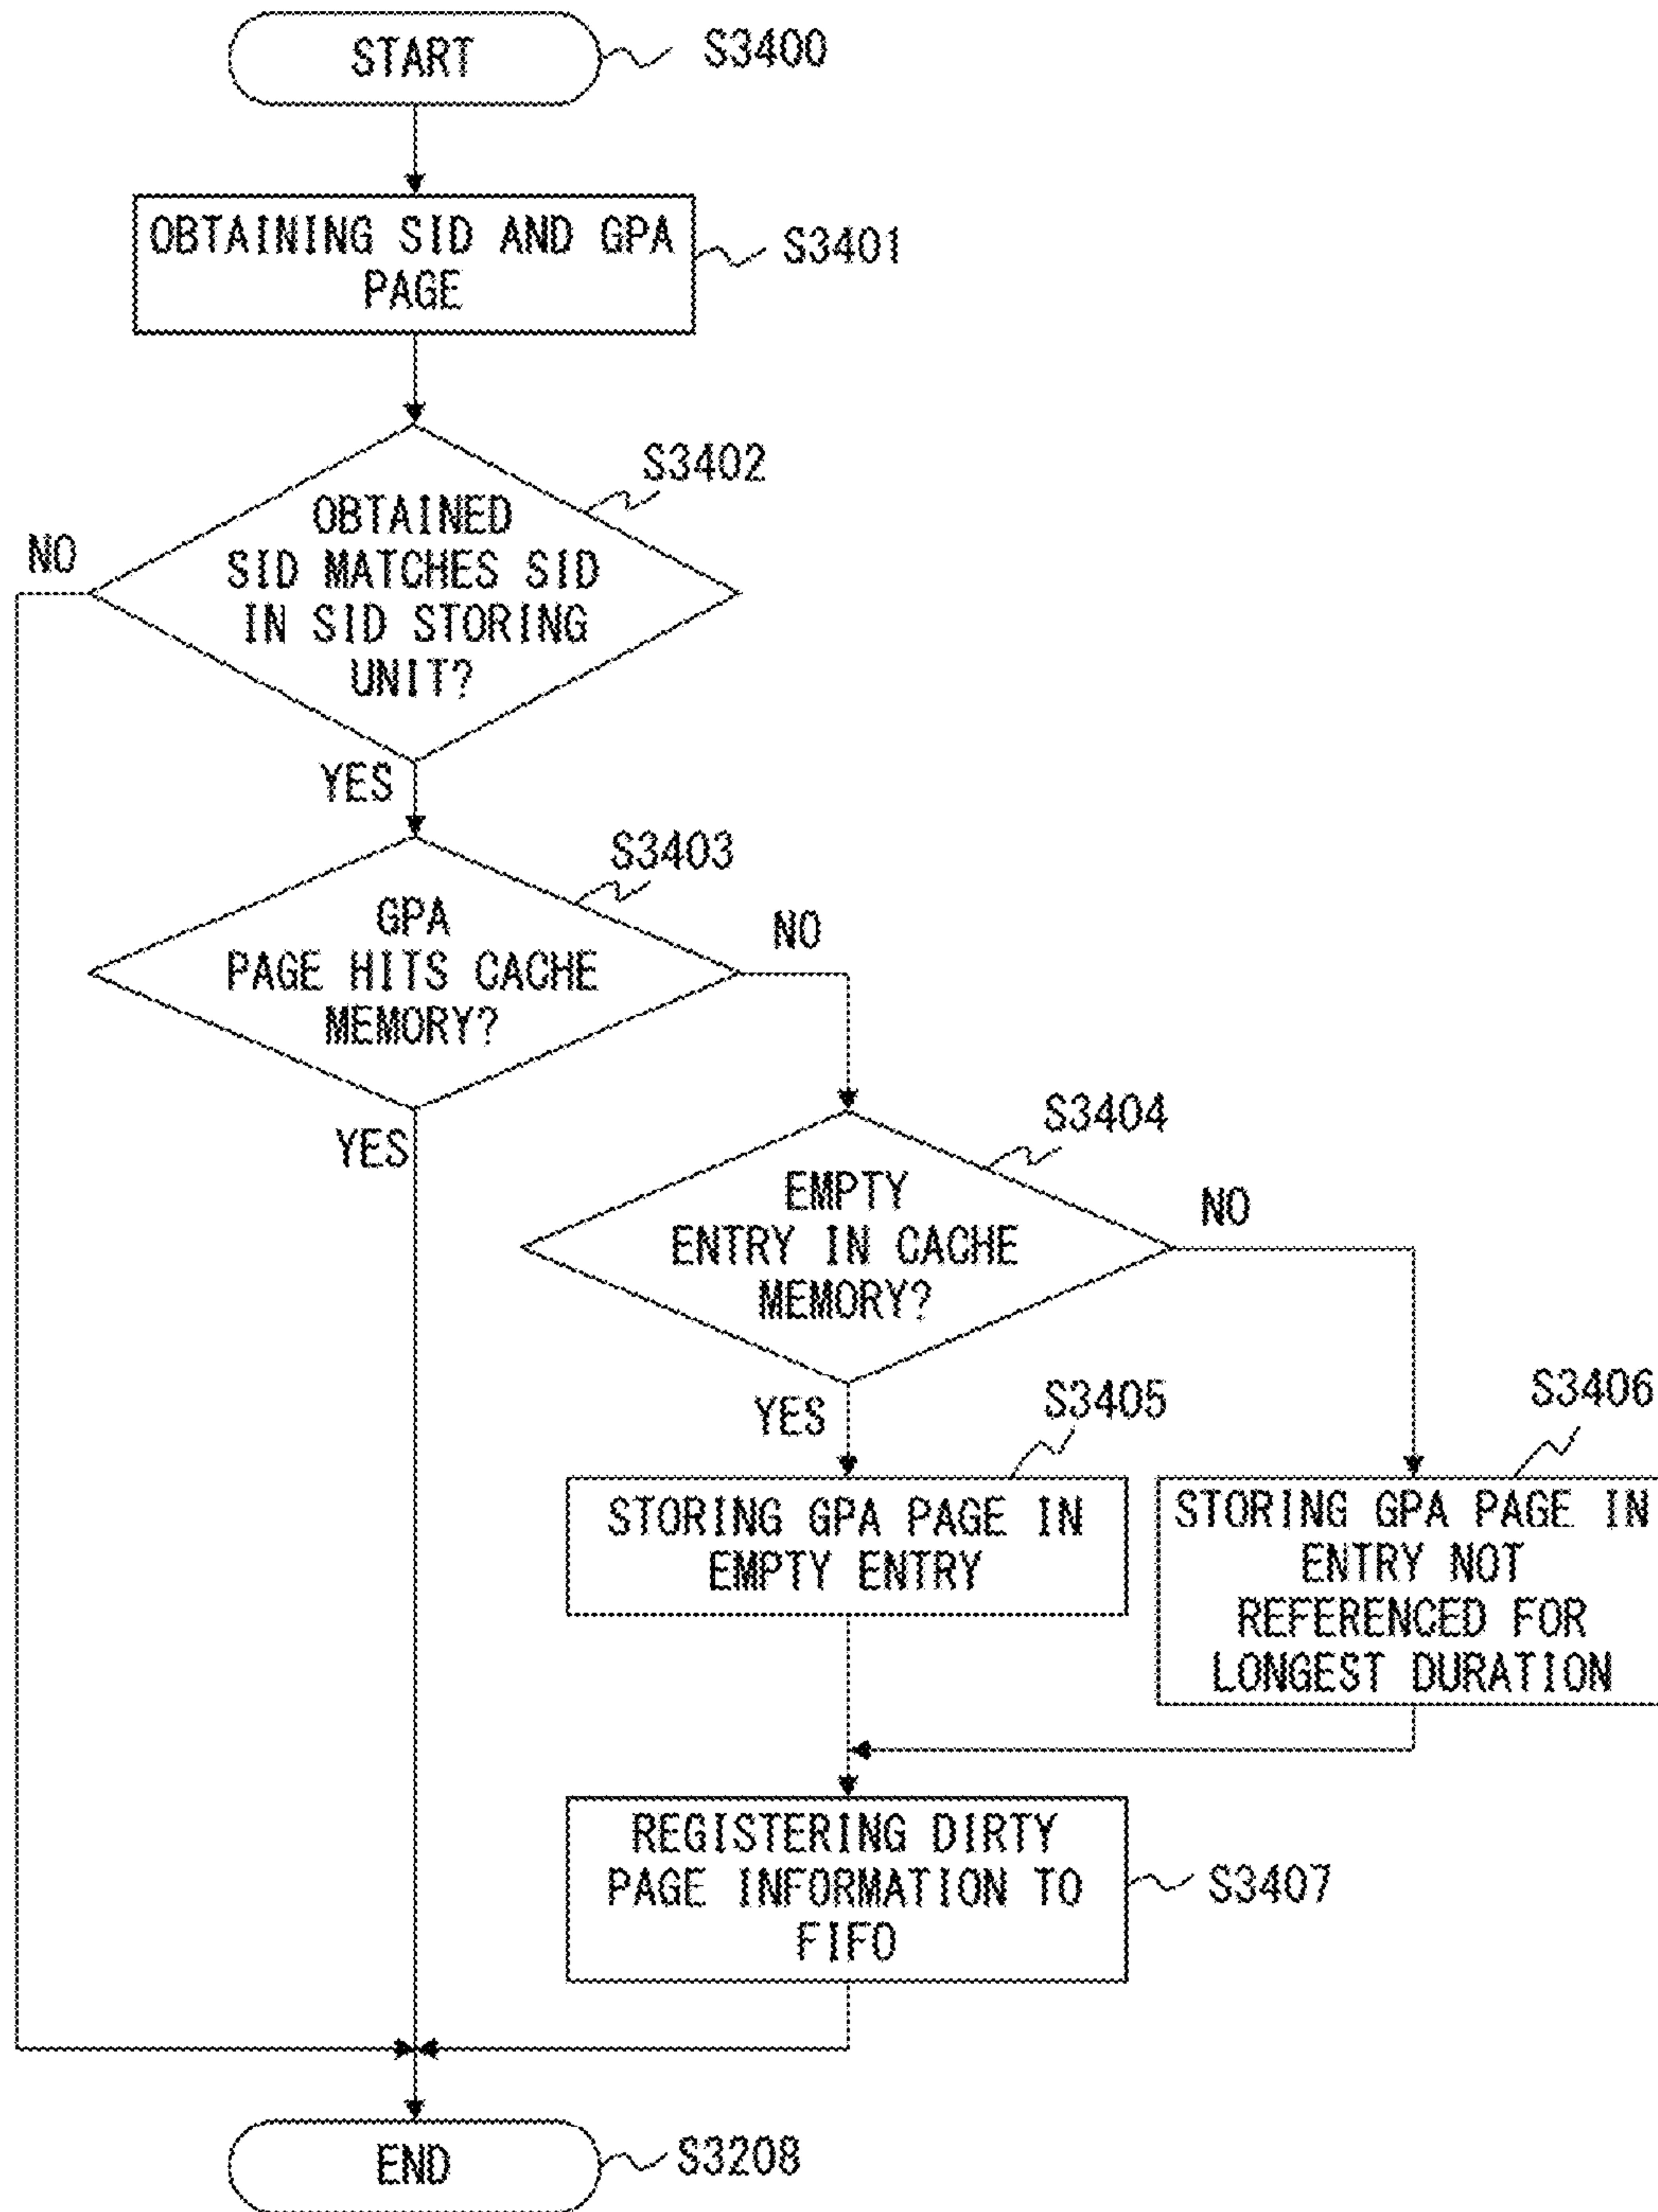 START
S3400
OBTAINING SID AND GPA
PAGE
S3401
S3402
OBTAINED
SID MATCHES SID
IN SID STORING
UNIT?
NO
YES
S3403
GPA
PAGE HITS CACHE
MEMORY?
NO
YES
S3404
EMPTY
ENTRY IN CACHE
MEMORY?
NO
YES
S3405
STORING GPA PAGE IN
EMPTY ENTRY
S3406
STORING GPA PAGE IN
ENTRY NOT
REFERENCED FOR
LONGEST DURATION
REGISTERING DIRTY
PAGE INFORMATION TO
FIFO
S3407
END
S3208